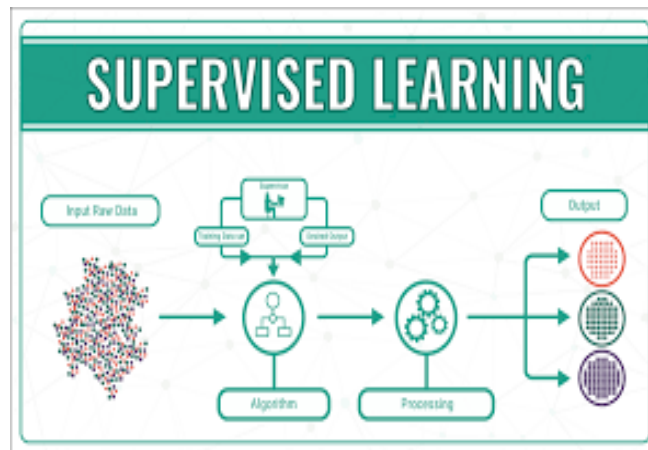 SUPERVISED LEARNING
Input Raw Data
Supervisor
Training Data set
Desired Output
Output
Algorithm
Processing